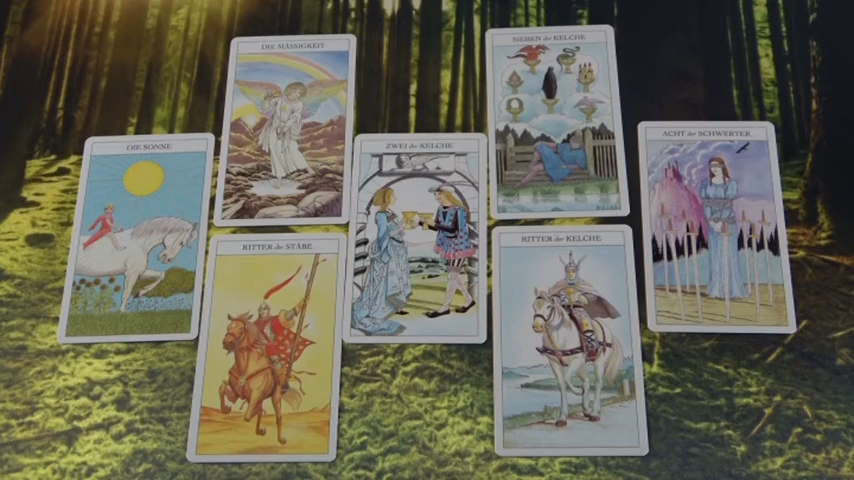 DIE MÄSSIGKEIT
SIEBEN der KELCHE
DIE SONNE
ZWEI der KELCHE
ACHT der SCHWERTER
RITTER der STÄBE
RITTER der KELCHE